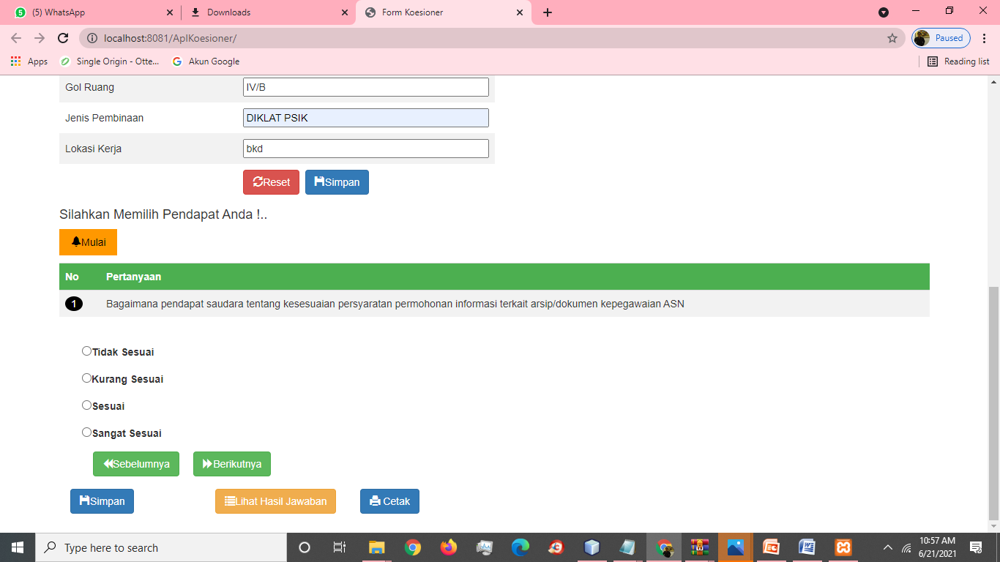 (5) WhatsApp
Downloads
Form Koesioner
localhost:8081/AplKoesioner/
Paused
Apps
Single Origin - Otte...
Akun Google
Reading list
Gol Ruang IV/B
Jenis Pembinaan DIKLAT PSIK
Lokasi Kerja bkd
Reset Simpan
Silahkan Memilih Pendapat Anda !..
Mulai
No Pertanyaan
1 Bagaimana pendapat saudara tentang kesesuaian persyaratan permohonan informasi terkait arsip/dokumen kepegawaian ASN
Tidak Sesuai
Kurang Sesuai
Sesuai
Sangat Sesuai
Sebelumnya Berikutnya
Simpan Lihat Hasil Jawaban Cetak
Type here to search
10:57 AM
6/21/2021